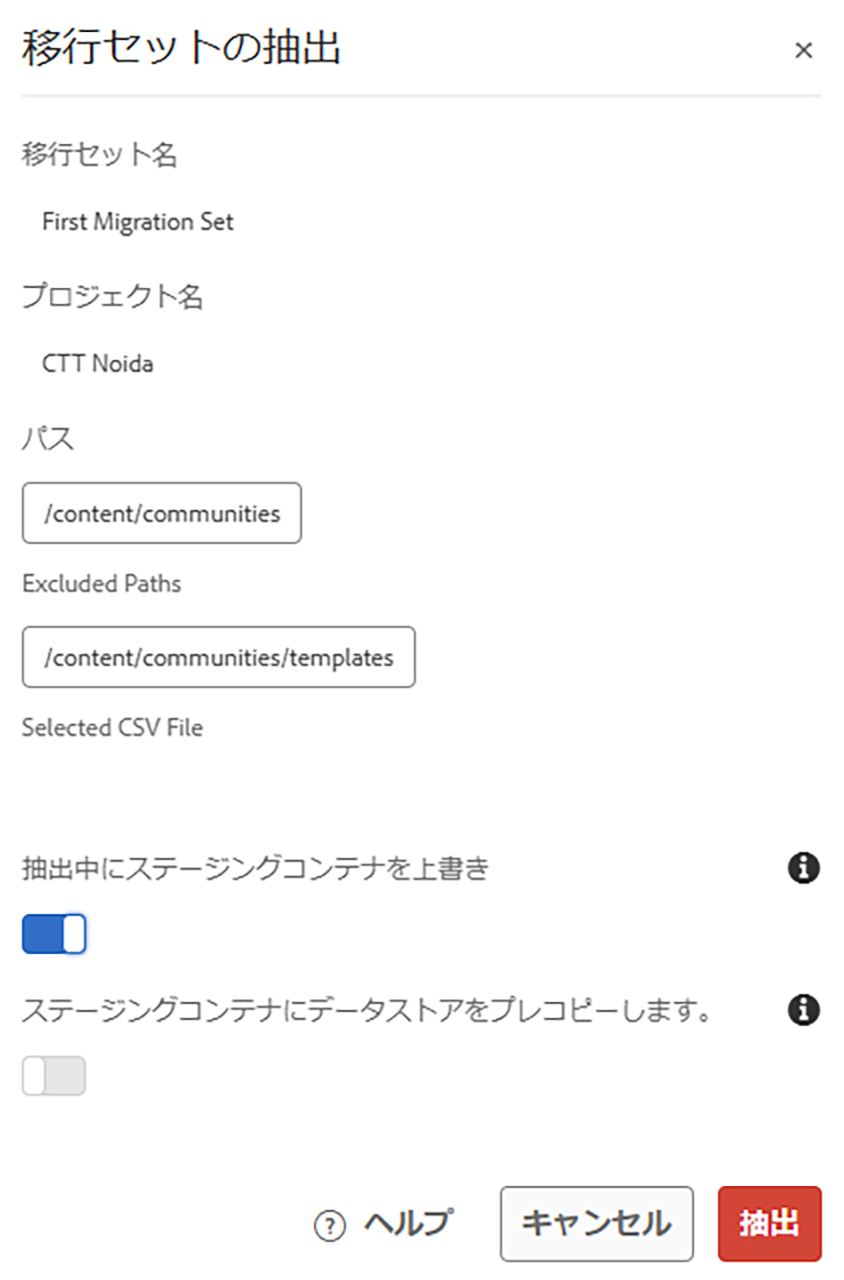 移行セットの抽出
移行セット名
First Migration Set
プロジェクト名
CTT Noida
パス
/content/communities
Excluded Paths
/content/communities/templates
Selected CSV File
抽出中にステージングコンテナを上書き
ステージングコンテナにデータストアをプレコピーします。
ヘルプ キャンセル 抽出